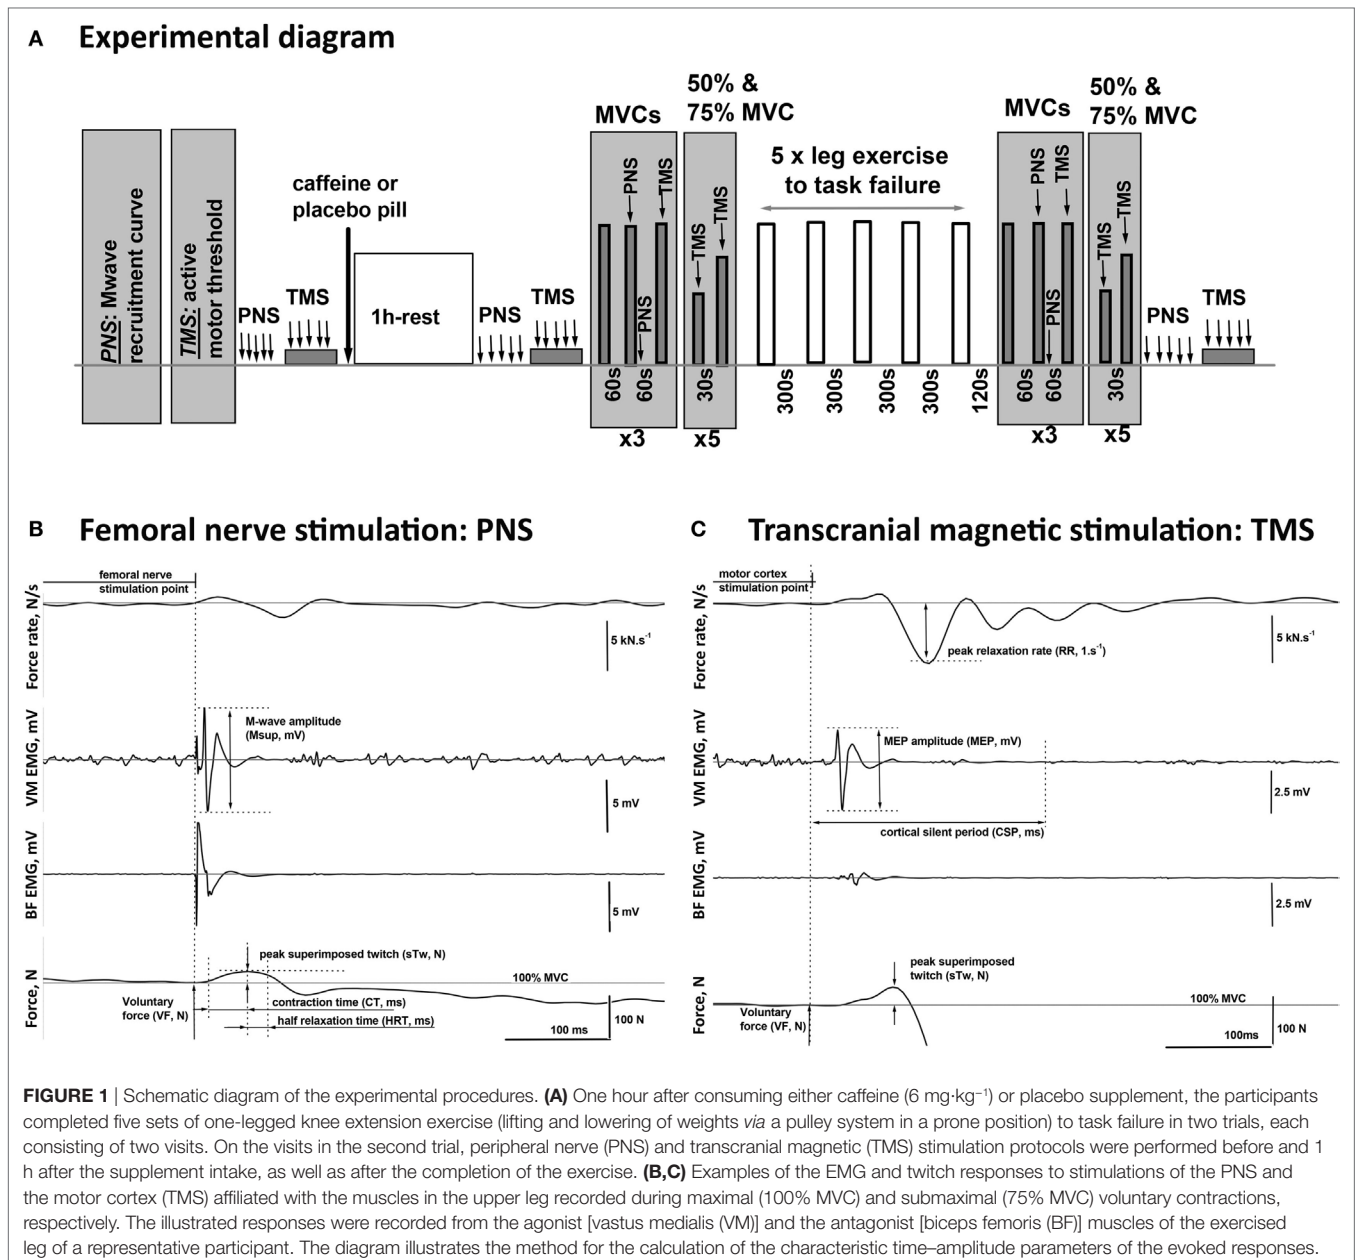 A Experimental diagram
PNS: Mwave
recruitment curve
TMS: active
motor threshold
PNS
TMS
caffeine or
placebo pill
1h-rest
PNS
TMS
MVCs
PNS
TMS
PNS
60s
60s
x3
50% &
75% MVC
TMS
TMS
30s
x5
5 x leg exercise
to task failure
300s
300s
300s
300s
120s
MVCs
PNS
TMS
PNS
60s
60s
x3
50% &
75% MVC
TMS
TMS
30s
x5
PNS
TMS
B Femoral nerve stimulation: PNS
femoral nerve
stimulation point
Force rate, N/s
5 kN.s-1
VM EMG, mV
M-wave amplitude
(Msup, mV)
5 mV
BF EMG, mV
5 mV
Force, N
peak superimposed twitch (sTw, N)
100% MVC
Voluntary
force (VF, N)
contraction time (CT, ms)
half relaxation time (HRT, ms)
100 ms
100 N
C Transcranial magnetic stimulation: TMS
motor cortex
stimulation point
Force rate, N/s
5 kN.s-1
peak relaxation rate (RR, 1.s-1)
VM EMG, mV
MEP amplitude (MEP, mV)
2.5 mV
cortical silent period (CSP, ms)
BF EMG, mV
2.5 mV
Force, N
peak superimposed
twitch (sTw, N)
100% MVC
Voluntary
force (VF, N)
100ms
100 N
FIGURE 1 | Schematic diagram of the experimental procedures. (A) One hour after consuming either caffeine (6 mg·kg−1) or placebo supplement, the participants
completed five sets of one-legged knee extension exercise (lifting and lowering of weights via a pulley system in a prone position) to task failure in two trials, each
consisting of two visits. On the visits in the second trial, peripheral nerve (PNS) and transcranial magnetic (TMS) stimulation protocols were performed before and 1
h after the supplement intake, as well as after the completion of the exercise. (B,C) Examples of the EMG and twitch responses to stimulations of the PNS and
the motor cortex (TMS) affiliated with the muscles in the upper leg recorded during maximal (100% MVC) and submaximal (75% MVC) voluntary contractions,
respectively. The illustrated responses were recorded from the agonist [vastus medialis (VM)] and the antagonist [biceps femoris (BF)] muscles of the exercised
leg of a representative participant. The diagram illustrates the method for the calculation of the characteristic time–amplitude parameters of the evoked responses.